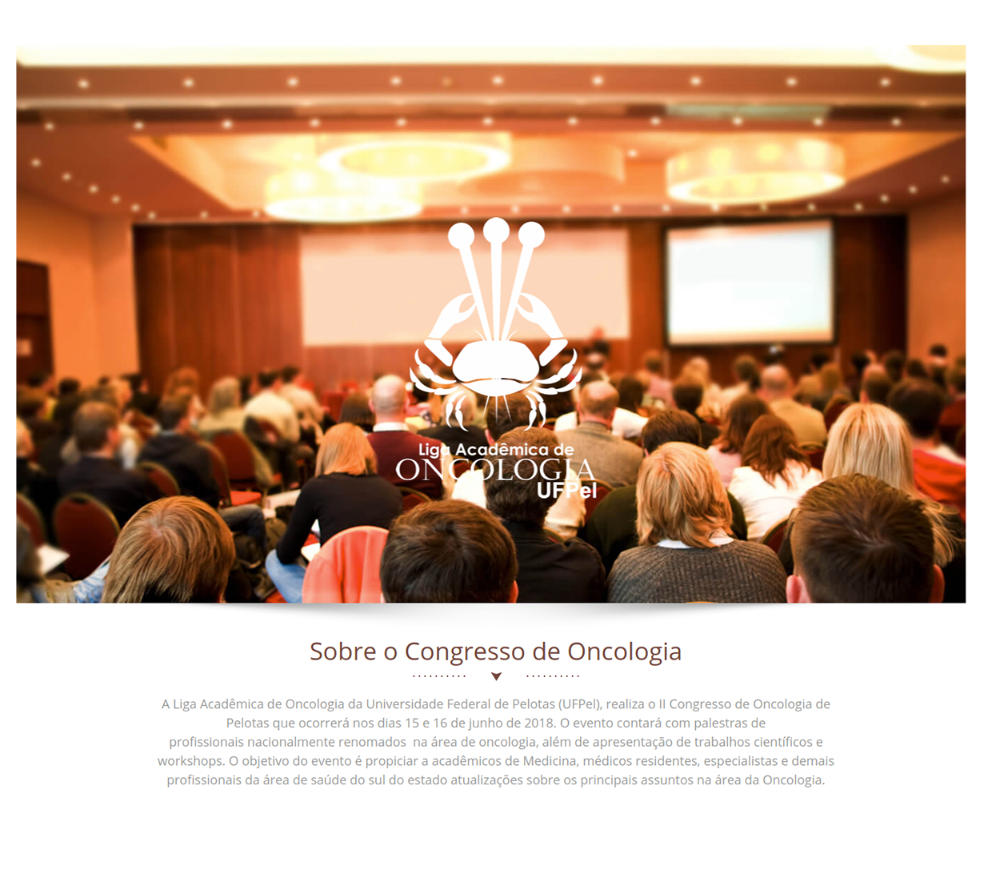 Liga Acadêmica de
ONCOLOGIA
UFPel
Sobre o Congresso de Oncologia
A Liga Acadêmica de Oncologia da Universidade Federal de Pelotas (UFPel), realiza o II Congresso de Oncologia de
Pelotas que ocorrerá nos dias 15 e 16 de junho de 2018. O evento contará com palestras de
profissionais nacionalmente renomados  na área de oncologia, além de apresentação de trabalhos científicos e
workshops. O objetivo do evento é propiciar a acadêmicos de Medicina, médicos residentes, especialistas e demais
profissionais da área de saúde do sul do estado atualizações sobre os principais assuntos na área da Oncologia.